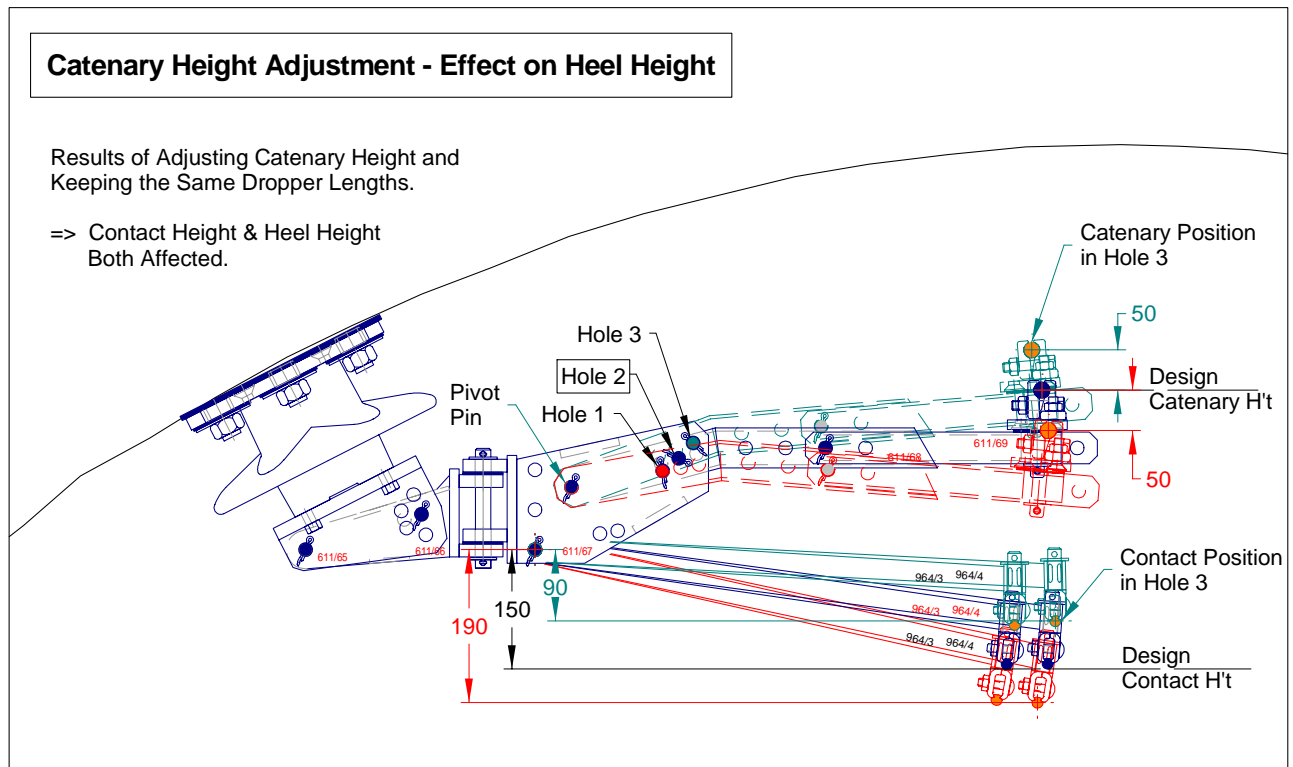 Catenary Height Adjustment - Effect on Heel Height
Results of Adjusting Catenary Height and
Keeping the Same Dropper Lengths.
=> Contact Height & Heel Height
Both Affected.
Catenary Position
in Hole 3
50
Hole 3
Hole 2
Hole 1
Pivot
Pin
Design
Catenary H't
611/69
611/68
50
611/65
611/66
611/67
964/3 964/4
90
150
190
964/3 964/4
964/3 964/4
Contact Position
in Hole 3
Design
Contact H't